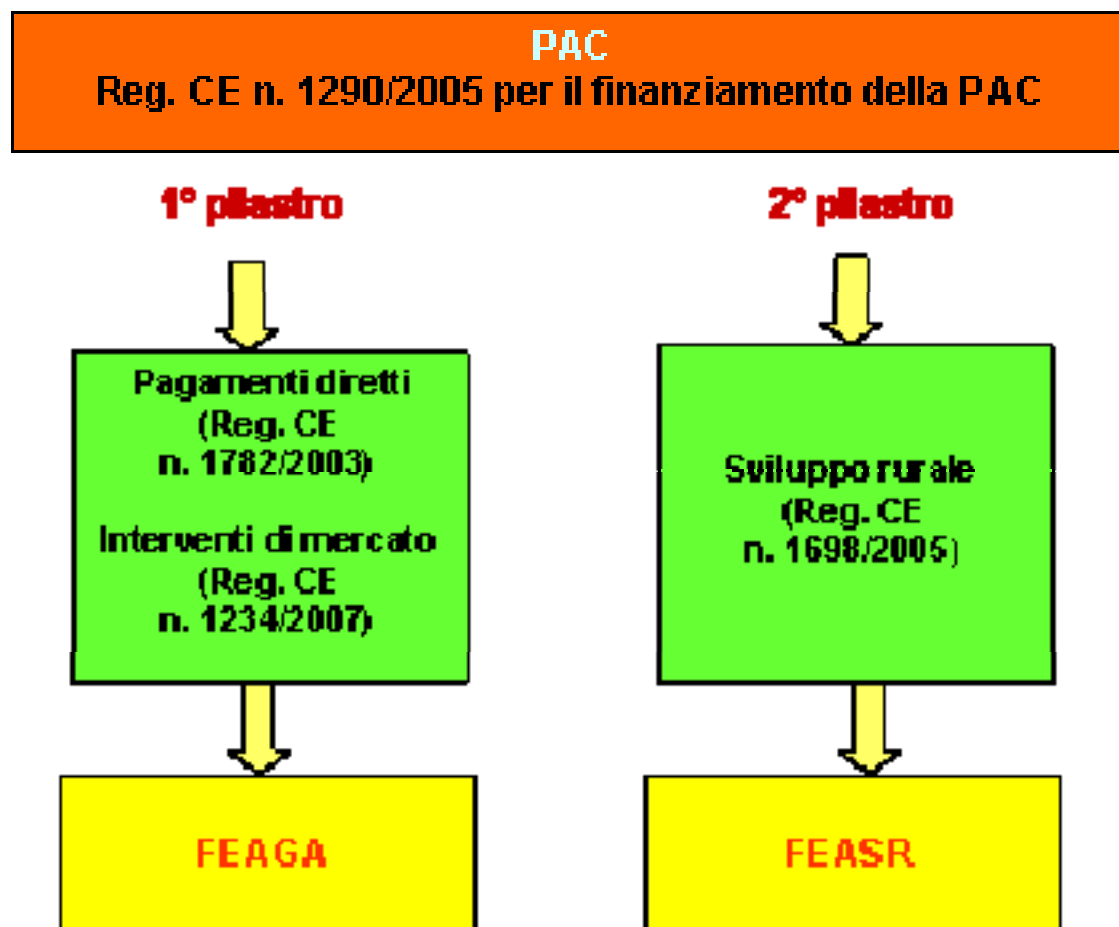 PAC
Reg. CE n. 1290/2005 per il finanziamento della PAC
1° pilastro
2° pilastro
Pagamenti diretti
(Reg. CE
n. 1782/2003)
Interventi di mercato
(Reg. CE
n. 1234/2007)
Sviluppo rurale
(Reg. CE
n. 1698/2005)
FEAGA
FEASR